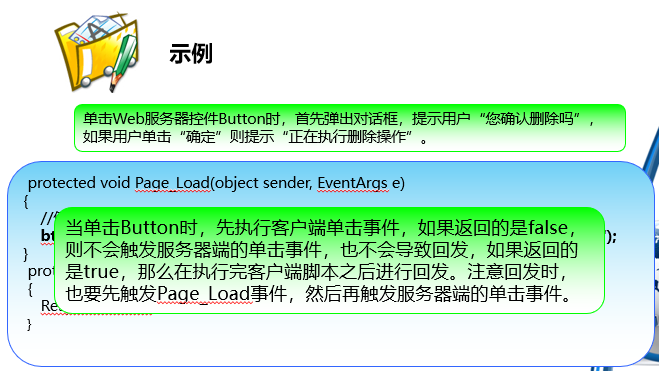 示例
单击Web服务器控件Button时，首先弹出对话框，提示用户“您确认删除吗”，
如果用户单击“确定”则提示“正在执行删除操作”。
protected void Page_Load(object sender, EventArgs e)
{
//
bt
);
}
当单击Button时，先执行客户端单击事件，如果返回的是false，
则不会触发服务器端的单击事件，也不会导致回发，如果返回的
是true，那么在执行完客户端脚本之后进行回发。注意回发时，
也要先触发Page_Load事件，然后再触发服务器端的单击事件。
prot
{
Re
}